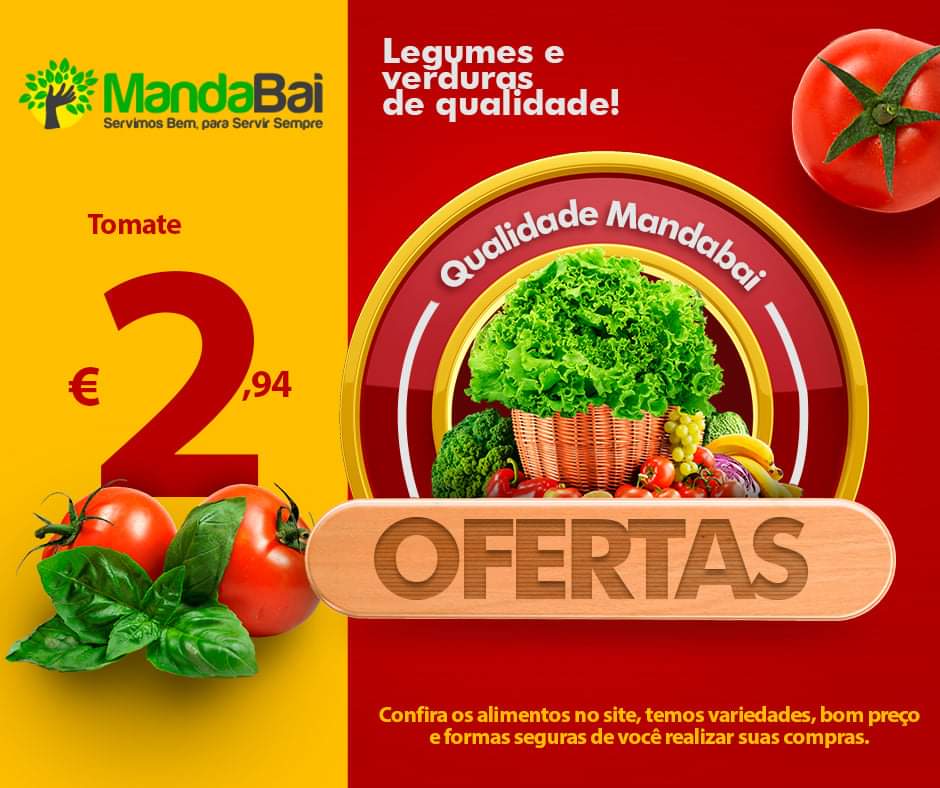 MandaBai
Servimos Bem, para Servir Sempre
Legumes e
verduras
de qualidade!
Tomate
€ 2,94
Qualidade Mandabai
OFERTAS
Confira os alimentos no site, temos variedades, bom preço
e formas seguras de você realizar suas compras.